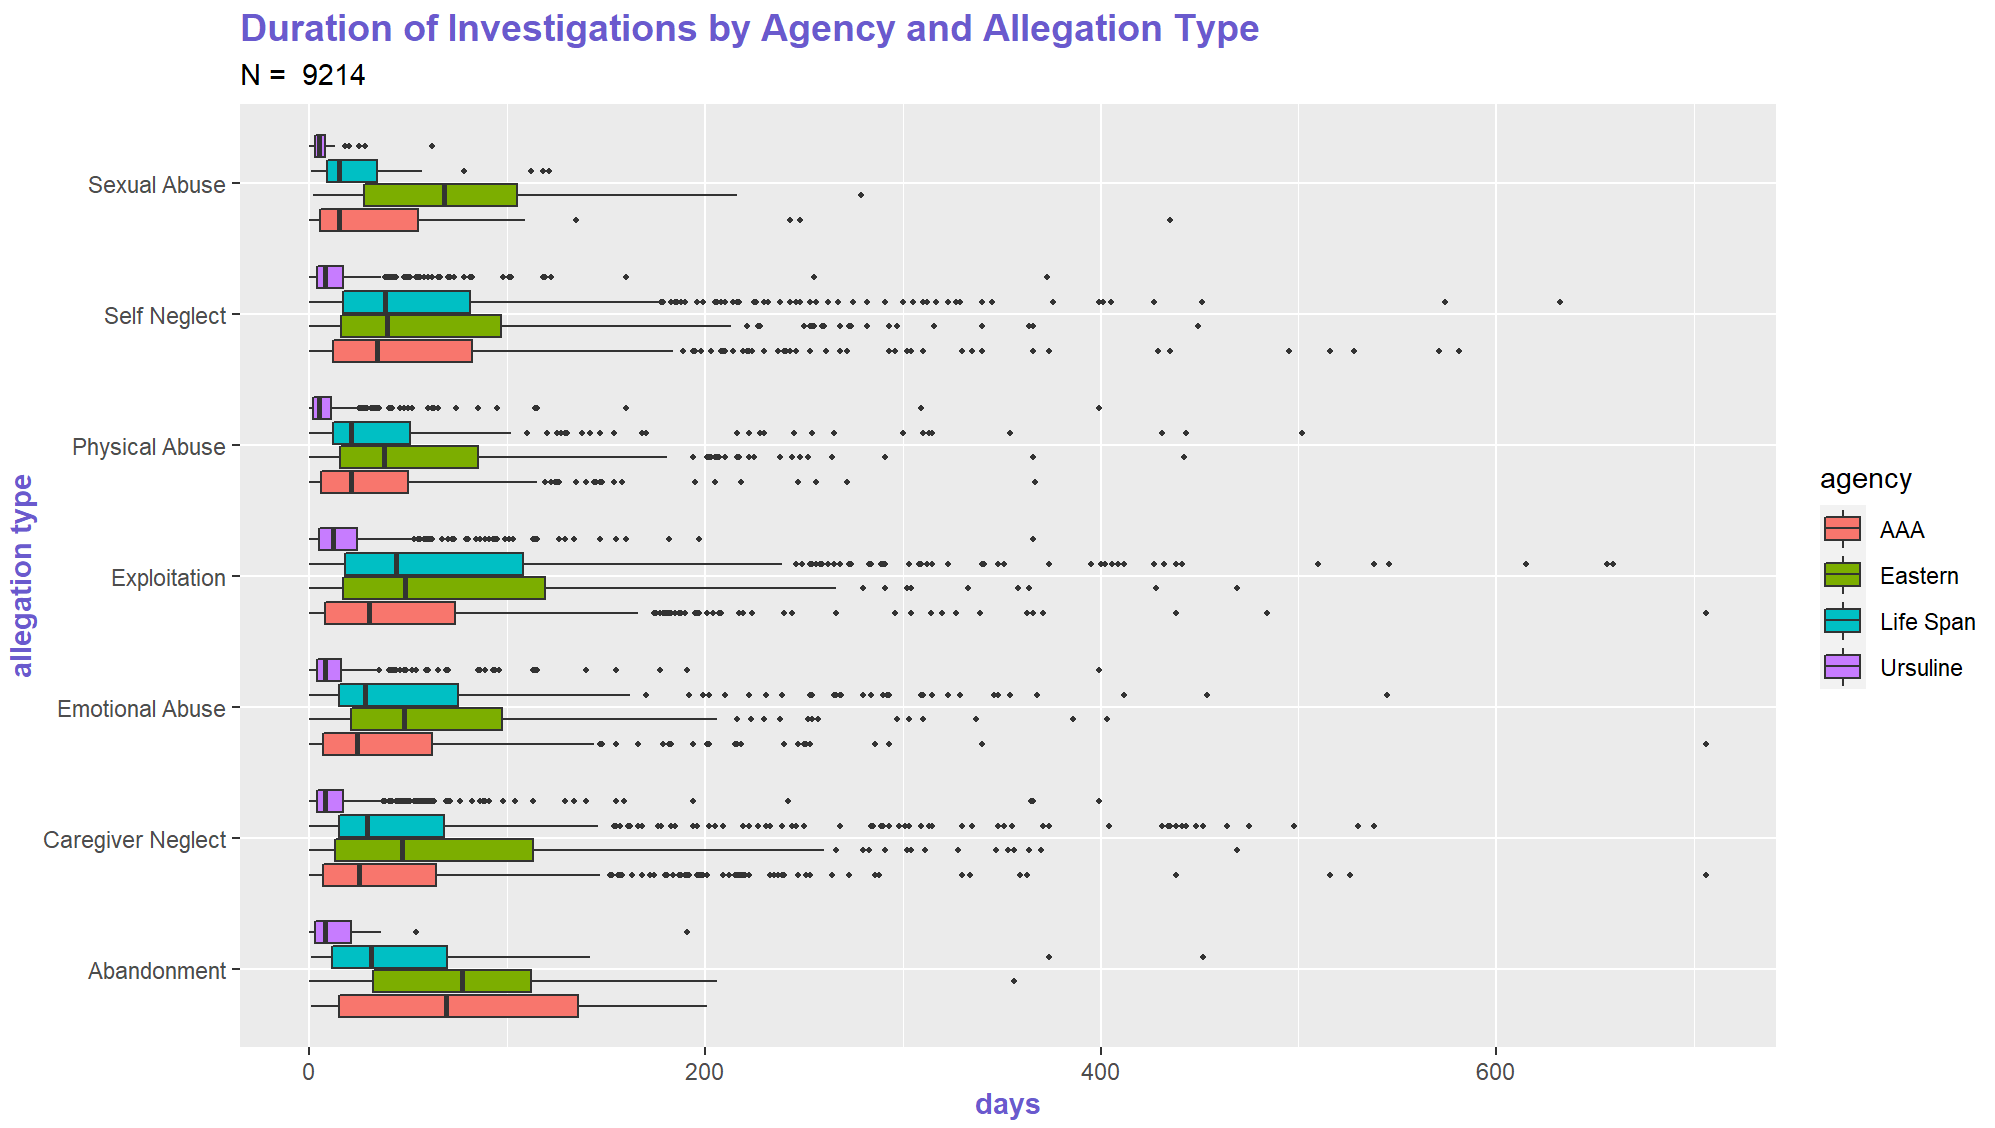 Duration of Investigations by Agency and Allegation Type
N =  9214
allegation type
Sexual Abuse
Self Neglect
Physical Abuse
Exploitation
Emotional Abuse
Caregiver Neglect
Abandonment
0
200
400
600
days
agency
AAA
Eastern
Life Span
Ursuline